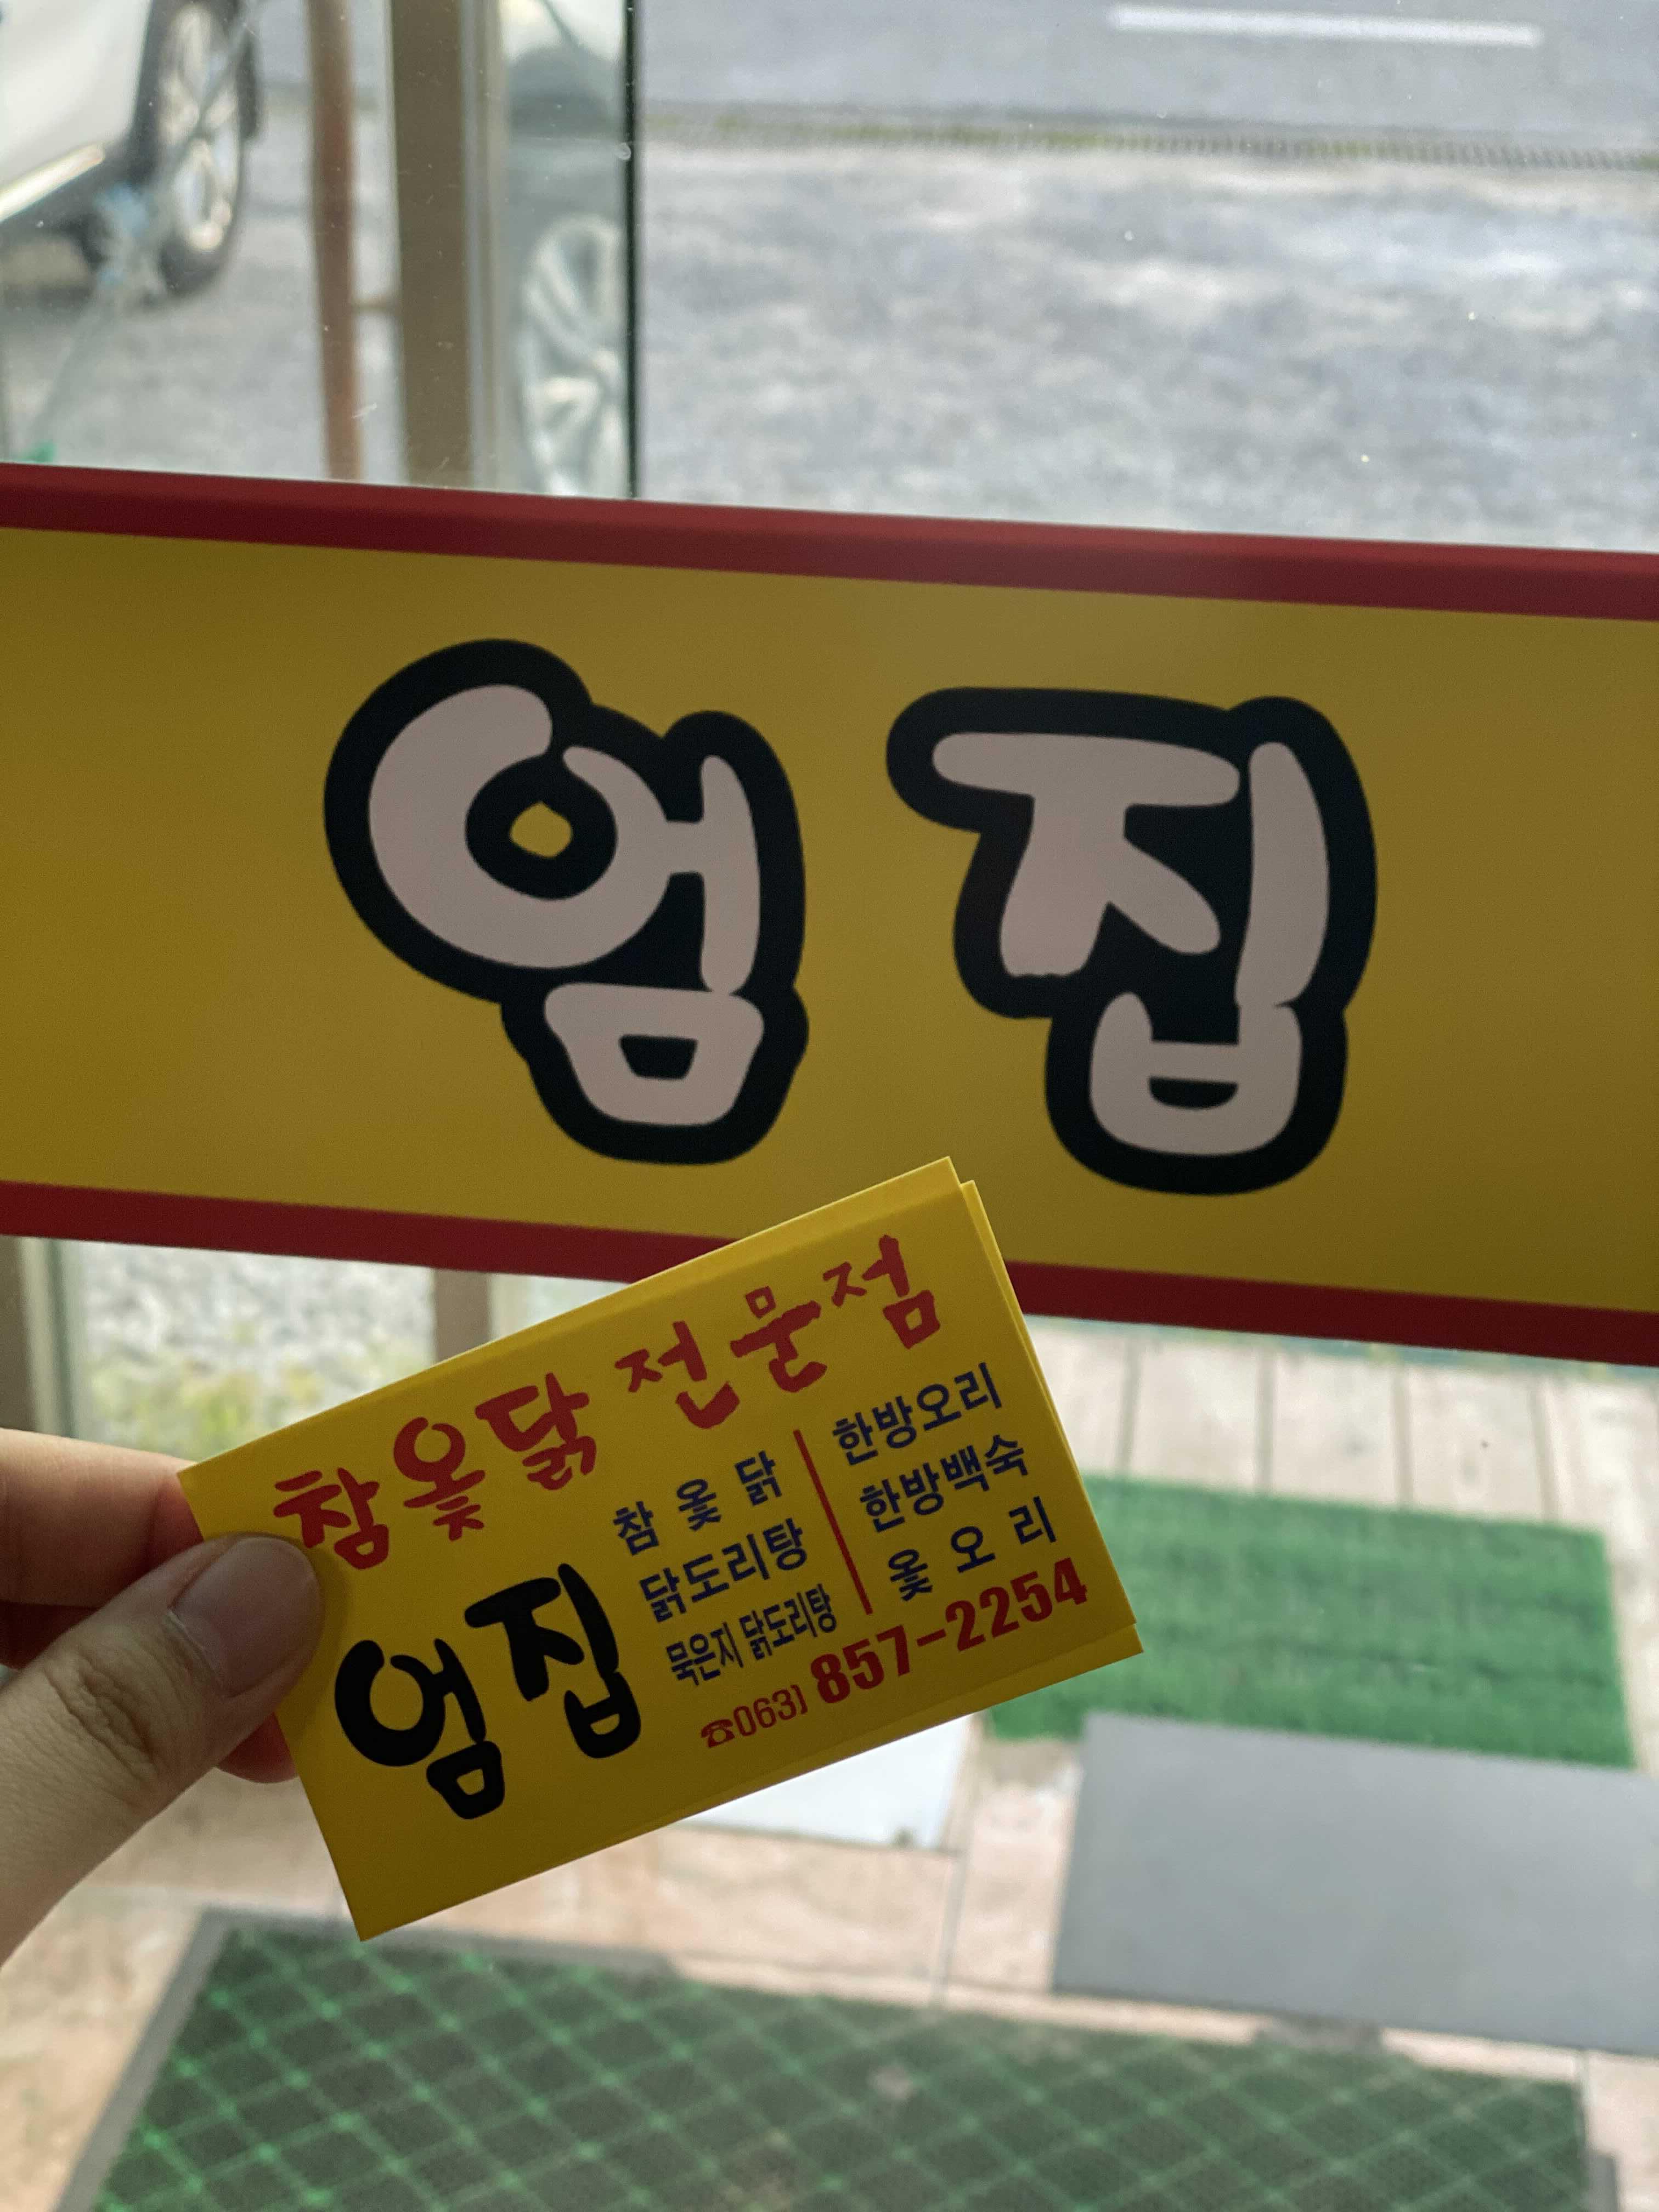 엄집
참옻닭 전문점
엄집
참 옻 닭
닭도리탕
묵은지 닭도리탕
한방오리
한방백숙
옻 오 리
☎063) 857-2254